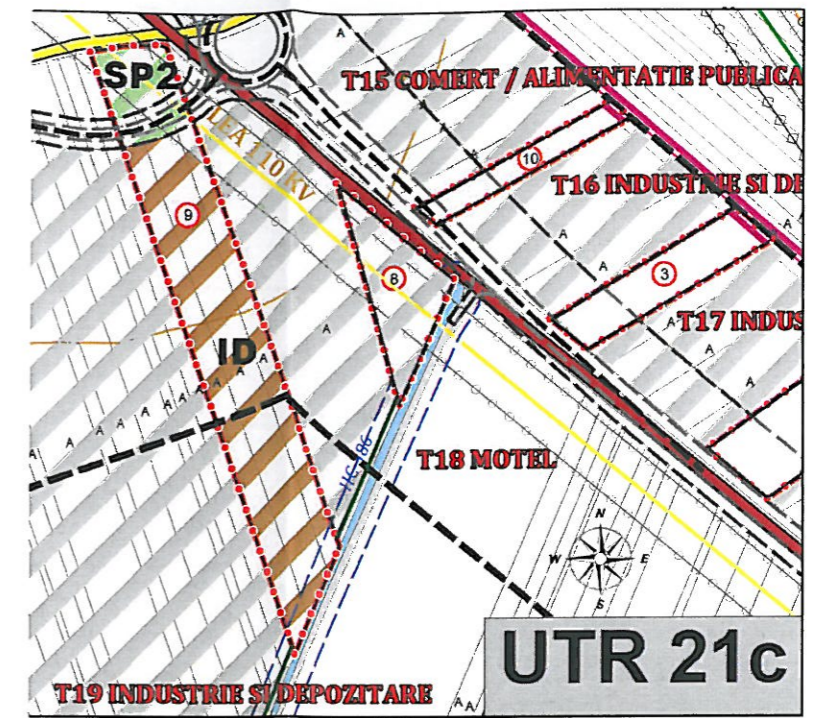 SP2
T15 COMERT / ALIMENTATIE PUBLICA
LEA 110 KV
10
T16 INDUSTRIE SI DE
9
8
3
T17 INDUS
ID
T18 MOTEL
N
W E
S
UTR 21c
T19 INDUSTRIE SI DEPOZITARE